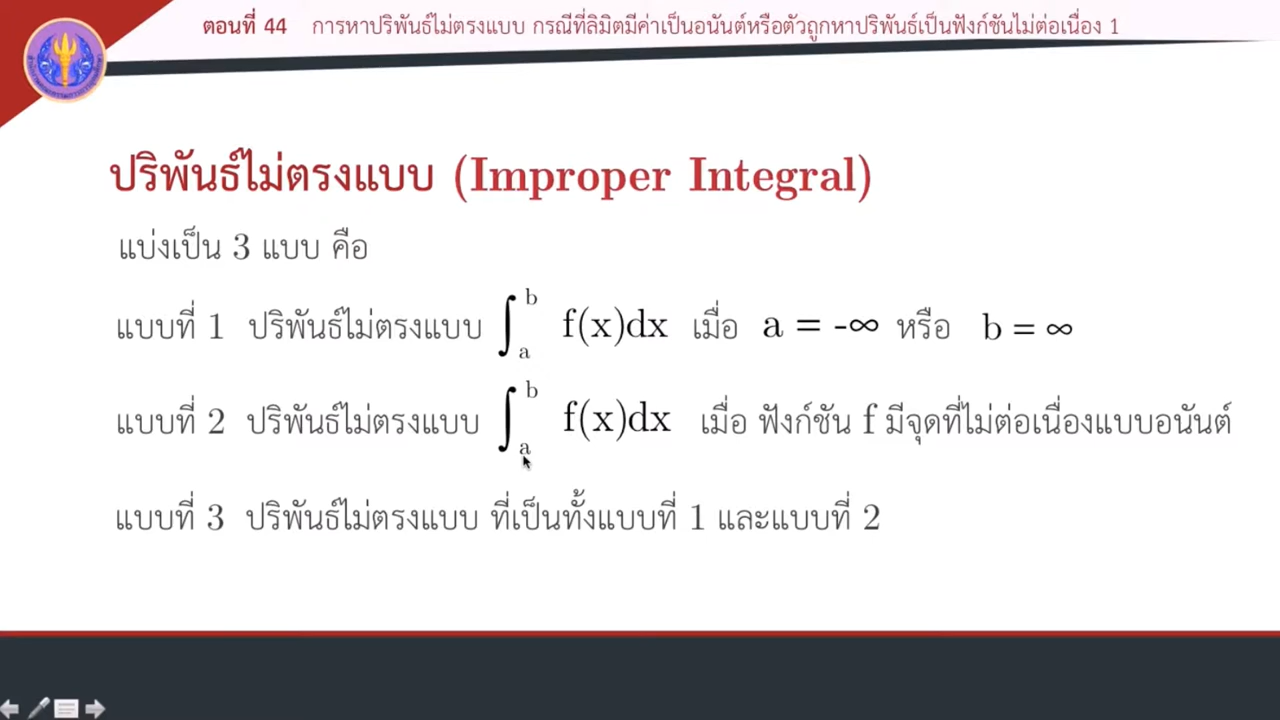 ตอนที่ 44 การหาปริพันธ์ไม่ตรงแบบ กรณีที่ลิมิตมีค่าเป็นอนันต์หรือตัวถูกหาปริพันธ์เป็นฟังก์ชันไม่ต่อเนื่อง 1
ปริพันธ์ไม่ตรงแบบ (Improper Integral)
แบ่งเป็น 3 แบบ คือ
แบบที่ 1 ปริพันธ์ไม่ตรงแบบ ∫_a^b f(x)dx เมื่อ a = -∞ หรือ b = ∞
แบบที่ 2 ปริพันธ์ไม่ตรงแบบ ∫_a^b f(x)dx เมื่อ ฟังก์ชัน f มีจุดที่ไม่ต่อเนื่องแบบอนันต์
แบบที่ 3 ปริพันธ์ไม่ตรงแบบ ที่เป็นทั้งแบบที่ 1 และแบบที่ 2